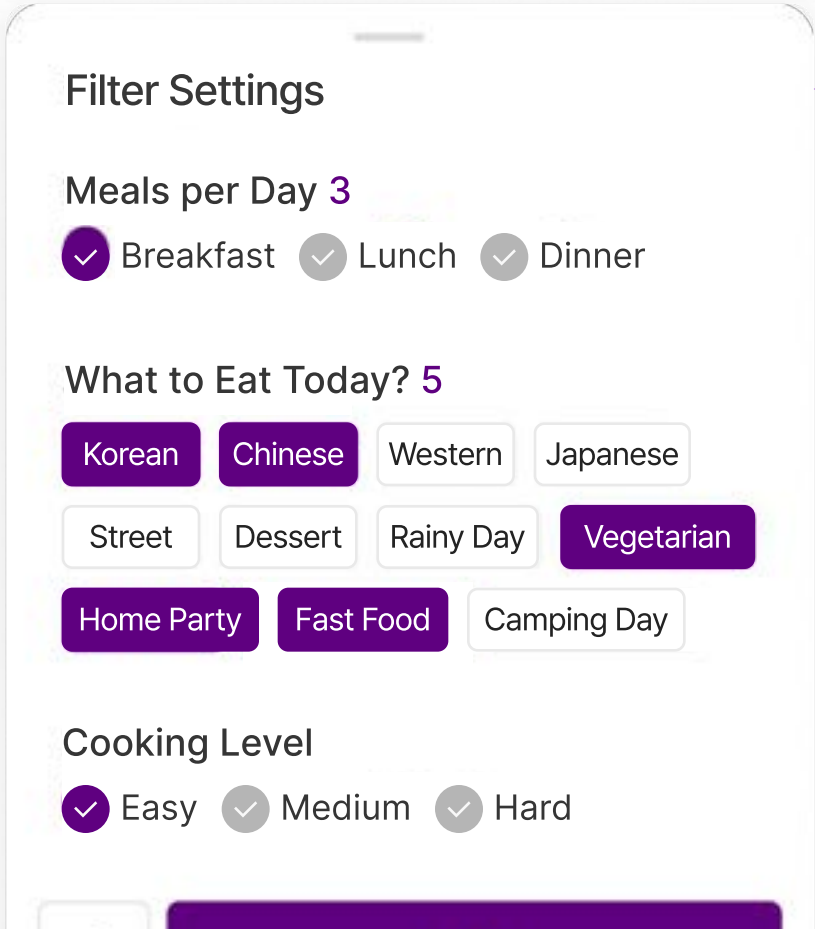 Filter Settings
Meals per Day 3
Breakfast Lunch Dinner
What to Eat Today? 5
Korean Chinese Western Japanese
Street Dessert Rainy Day Vegetarian
Home Party Fast Food Camping Day
Cooking Level
Easy Medium Hard